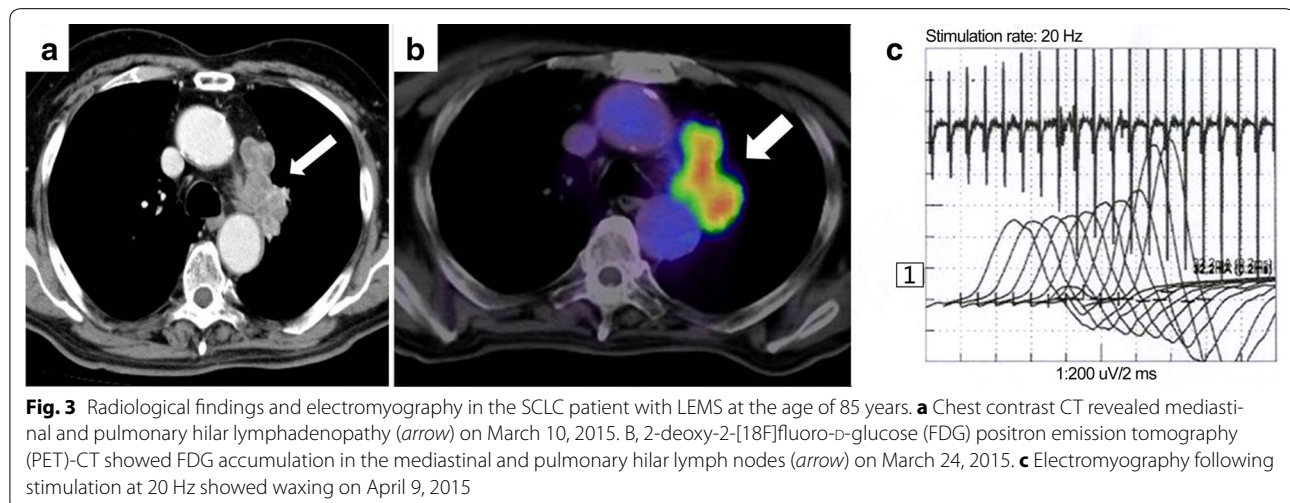 a
b
c
Stimulation rate: 20 Hz
1
1:200 uV/2 ms
Fig. 3 Radiological findings and electromyography in the SCLC patient with LEMS at the age of 85 years. a Chest contrast CT revealed mediasti-
nal and pulmonary hilar lymphadenopathy (arrow) on March 10, 2015. B, 2-deoxy-2-[18F]fluoro-D-glucose (FDG) positron emission tomography
(PET)-CT showed FDG accumulation in the mediastinal and pulmonary hilar lymph nodes (arrow) on March 24, 2015. c Electromyography following
stimulation at 20 Hz showed waxing on April 9, 2015